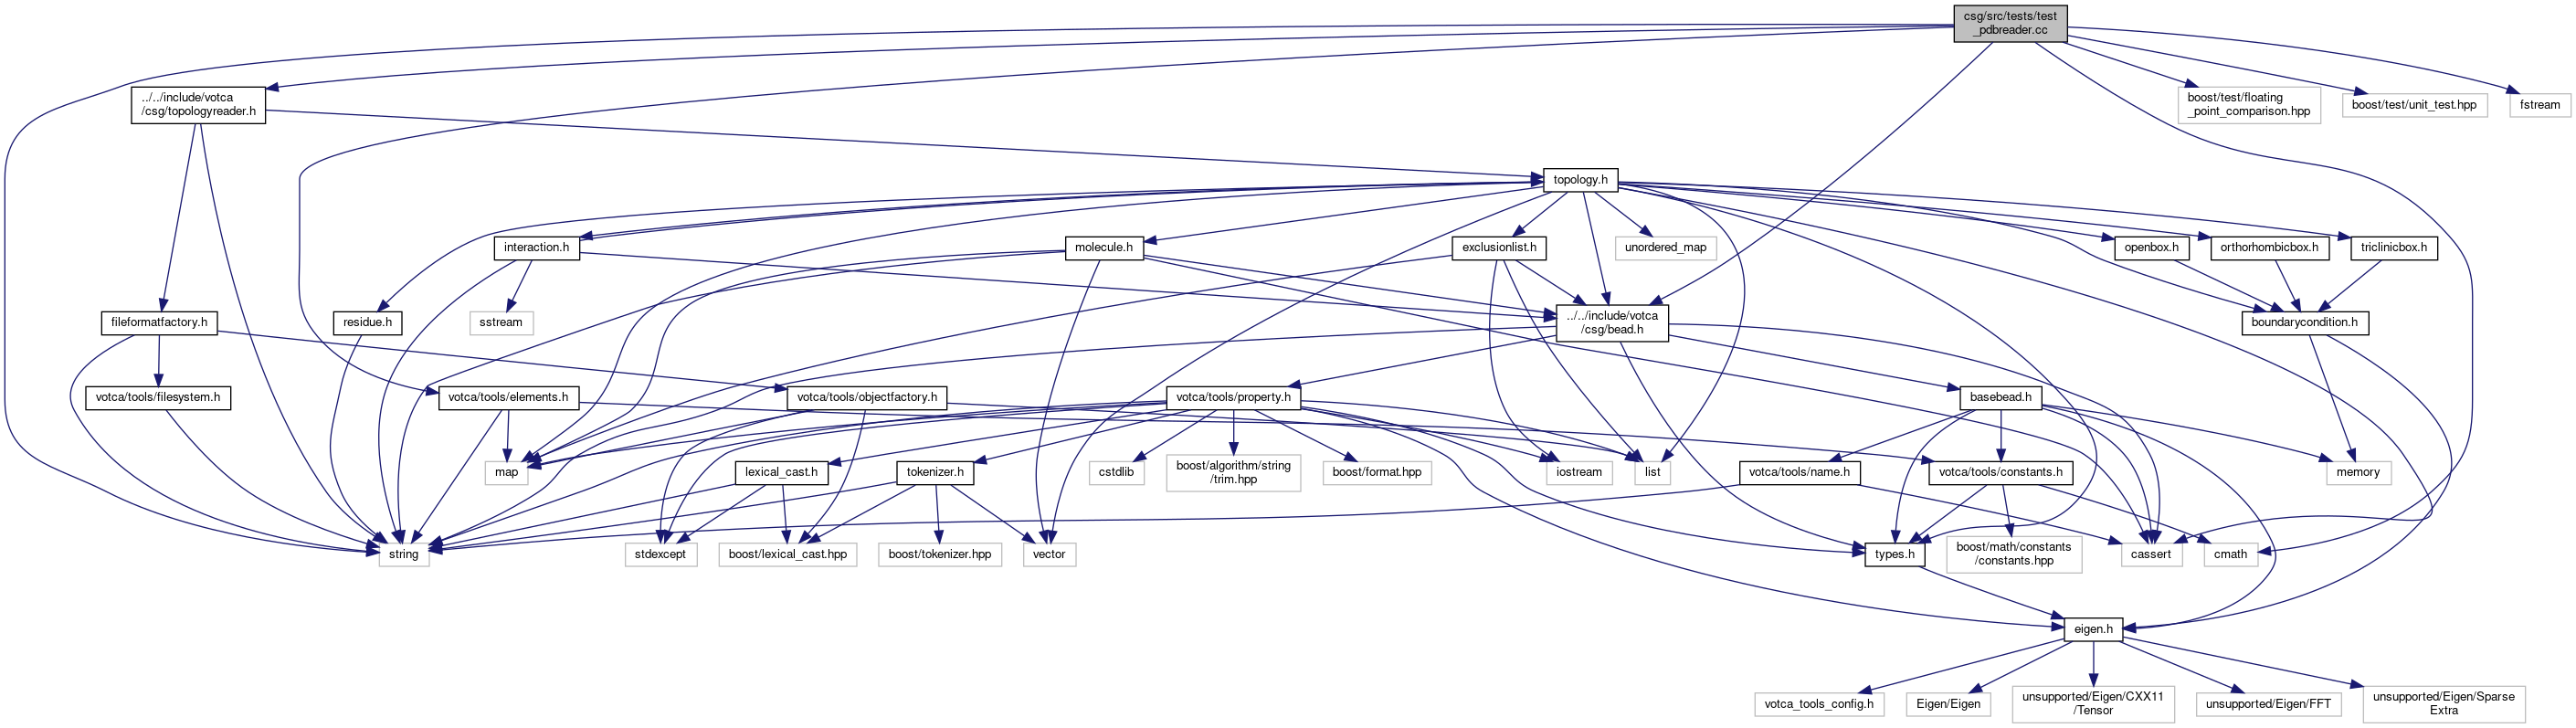 csg/src/tests/test
_pdbreader.cc
../../include/votca
/csg/topologyreader.h
boost/test/floating
_point_comparison.hpp
boost/test/unit_test.hpp
fstream
topology.h
interaction.h
molecule.h
exclusionlist.h
unordered_map
openbox.h
orthorhombicbox.h
triclinicbox.h
fileformatfactory.h
residue.h
sstream
../../include/votca
/csg/bead.h
boundarycondition.h
votca/tools/filesystem.h
votca/tools/elements.h
votca/tools/objectfactory.h
votca/tools/property.h
basebead.h
map
lexical_cast.h
tokenizer.h
cstdlib
boost/algorithm/string
/trim.hpp
boost/format.hpp
iostream
list
votca/tools/name.h
votca/tools/constants.h
memory
string
stdexcept
boost/lexical_cast.hpp
boost/tokenizer.hpp
vector
types.h
boost/math/constants
/constants.hpp
cassert
cmath
eigen.h
votca_tools_config.h
Eigen/Eigen
unsupported/Eigen/CXX11
/Tensor
unsupported/Eigen/FFT
unsupported/Eigen/Sparse
Extra